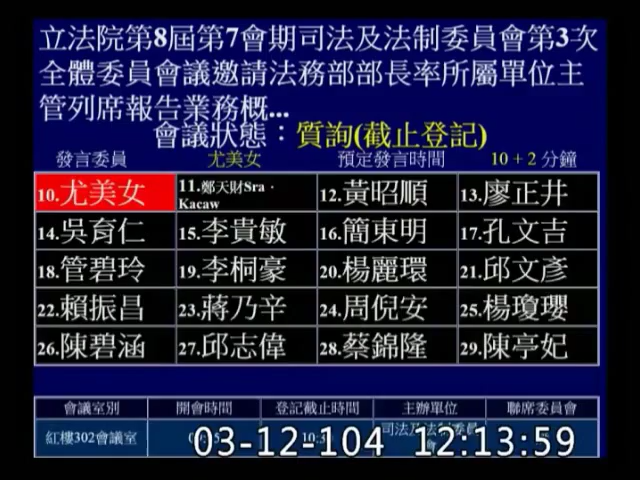 立法院第8屆第7會期司法及法制委員會第3次
全體委員會議邀請法務部部長率所屬單位主
管列席報告業務概...
會議狀態：質詢(截止登記)
發言委員 尤美女 預定發言時間 10 + 2 分鐘
10.尤美女 11.鄭天財Sra．Kacaw 12.黃昭順 13.廖正井
14.吳育仁 15.李貴敏 16.簡東明 17.孔文吉
18.管碧玲 19.李桐豪 20.楊麗環 21.邱文彥
22.賴振昌 23.蔣乃辛 24.周倪安 25.楊瓊瓔
26.陳碧涵 27.邱志偉 28.蔡錦隆 29.陳亭妃
會議室別 開會時間 登記截止時間 主辦單位 聯席委員會
紅樓302會議室 司法及法制委員會
03-12-104 12:13:59